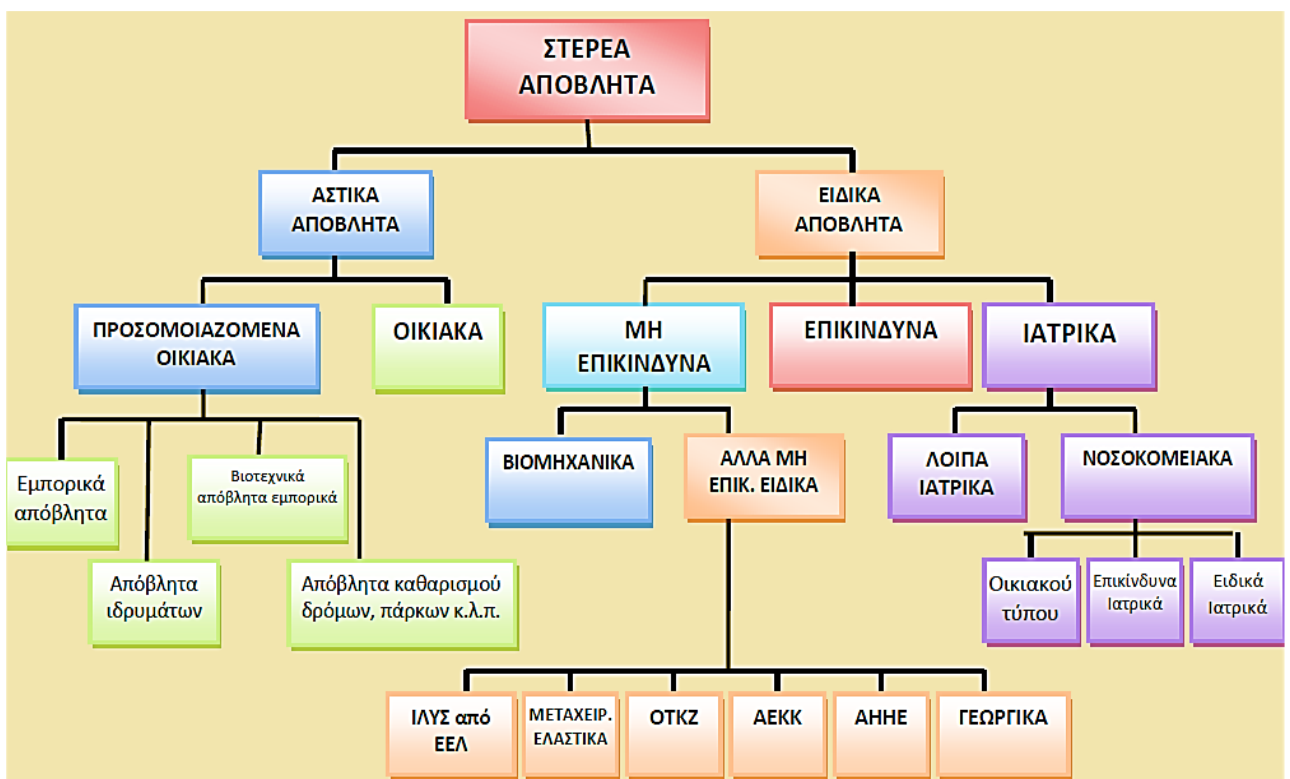 ΣΤΕΡΕΑ
ΑΠΟΒΛΗΤΑ
ΑΣΤΙΚΑ
ΑΠΟΒΛΗΤΑ
ΕΙΔΙΚΑ
ΑΠΟΒΛΗΤΑ
ΠΡΟΣΟΜΟΙΑΖΟΜΕΝΑ
ΟΙΚΙΑΚΑ
ΟΙΚΙΑΚΑ
ΜΗ
ΕΠΙΚΙΝΔΥΝΑ
ΕΠΙΚΙΝΔΥΝΑ
ΙΑΤΡΙΚΑ
Εμπορικά
απόβλητα
Βιοτεχνικά
απόβλητα εμπορικά
Απόβλητα
ιδρυμάτων
Απόβλητα καθαρισμού
δρόμων, πάρκων κ.λ.π.
ΒΙΟΜΗΧΑΝΙΚΑ
ΑΛΛΑ ΜΗ
ΕΠΙΚ. ΕΙΔΙΚΑ
ΛΟΙΠΑ
ΙΑΤΡΙΚΑ
ΝΟΣΟΚΟΜΕΙΑΚΑ
Οικιακού
τύπου
Επικίνδυνα
Ιατρικά
Ειδικά
Ιατρικά
ΙΛΥΣ από
ΕΕΛ
ΜΕΤΑΧΕΙΡ.
ΕΛΑΣΤΙΚΑ
ΟΤΚΖ
ΑΕΚΚ
ΑΗΗΕ
ΓΕΩΡΓΙΚΑ